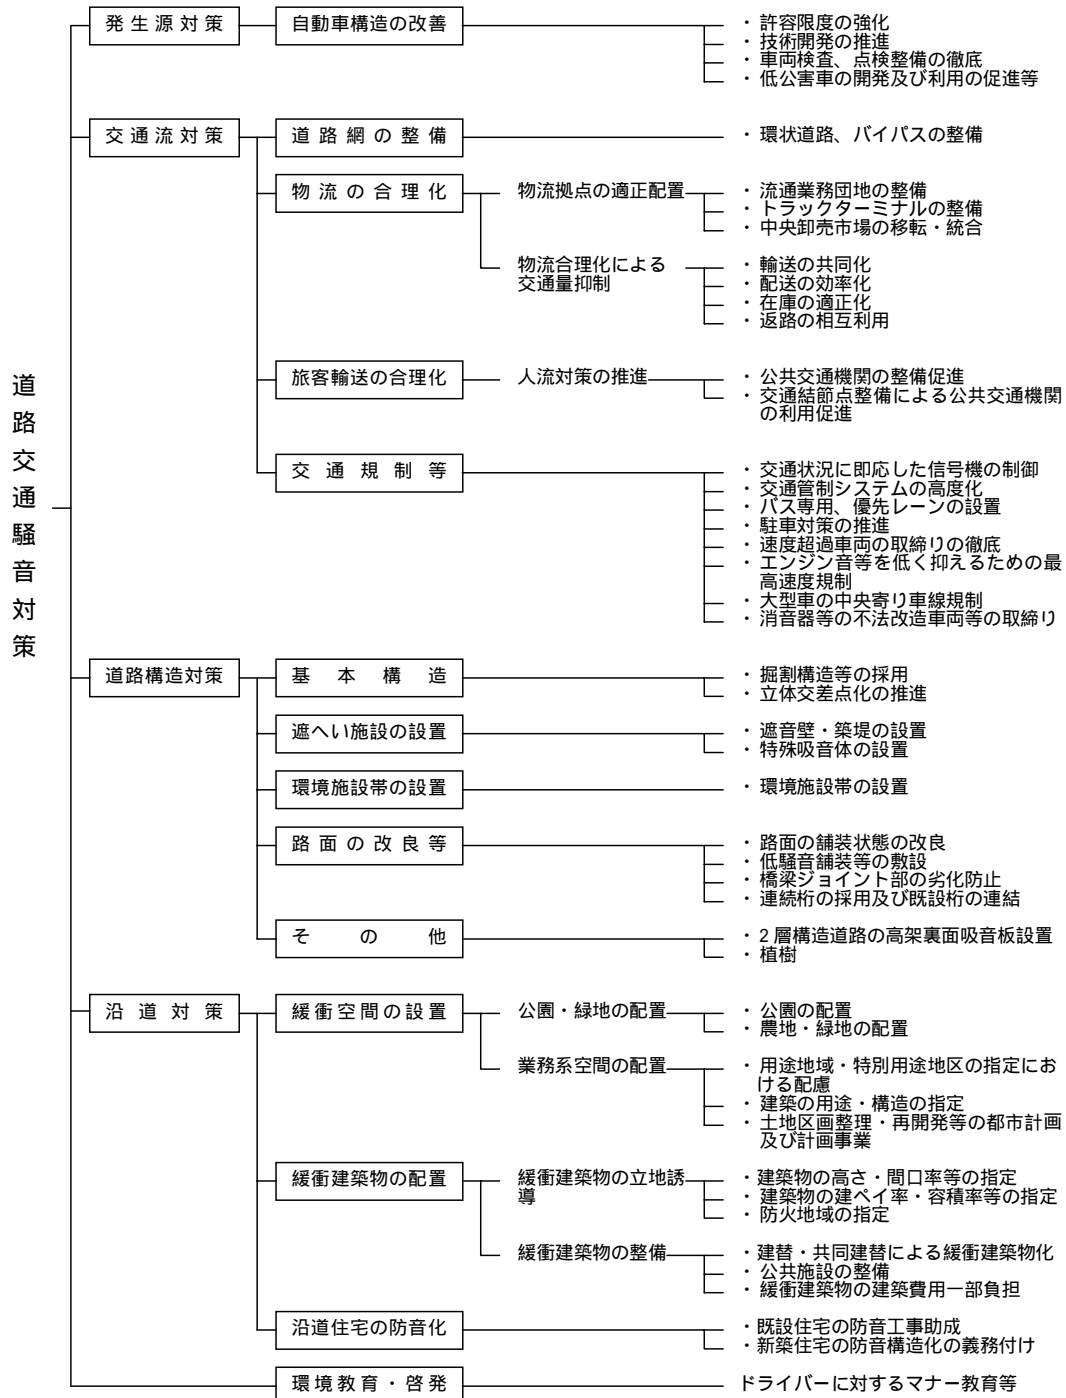 道路交通騒音対策
発生源対策
自動車構造の改善
・許容限度の強化
・技術開発の推進
・車両検査、点検整備の徹底
・低公害車の開発及び利用の促進等
交通流対策
道路網の整備
・環状道路、バイパスの整備
物流の合理化
物流拠点の適正配置
・流通業務団地の整備
・トラックターミナルの整備
・中央卸売市場の移転・統合
物流合理化による
交通量抑制
・輸送の共同化
・配送の効率化
・在庫の適正化
・返路の相互利用
旅客輸送の合理化
人流対策の推進
・公共交通機関の整備促進
・交通結節点整備による公共交通機関
の利用促進
交通規制等
・交通状況に即応した信号機の制御
・交通管制システムの高度化
・バス専用、優先レーンの設置
・駐車対策の推進
・速度超過車両の取締りの徹底
・エンジン音等を低く抑えるための最
高速度規制
・大型車の中央寄り車線規制
・消音器等の不法改造車両等の取締り
道路構造対策
基本構造
・掘割構造等の採用
・立体交差点化の推進
遮へい施設の設置
・遮音壁・築堤の設置
・特殊吸音体の設置
環境施設帯の設置
・環境施設帯の設置
路面の改良等
・路面の舗装状態の改良
・低騒音舗装等の敷設
・橋梁ジョイント部の劣化防止
・連続桁の採用及び既設桁の連結
その他
・2層構造道路の高架裏面吸音板設置
・植樹
沿道対策
緩衝空間の設置
公園・緑地の配置
・公園の配置
・農地・緑地の配置
業務系空間の配置
・用途地域・特別用途地区の指定にお
ける配慮
・建築の用途・構造の指定
・土地区画整理・再開発等の都市計画
及び計画事業
緩衝建築物の配置
緩衝建築物の立地誘
導
・建築物の高さ・間口率等の指定
・建築物の建ペイ率・容積率等の指定
・防火地域の指定
緩衝建築物の整備
・建替・共同建替による緩衝建築物化
・公共施設の整備
・緩衝建築物の建築費用一部負担
沿道住宅の防音化
・既設住宅の防音工事助成
・新築住宅の防音構造化の義務付け
環境教育・啓発
ドライバーに対するマナー教育等